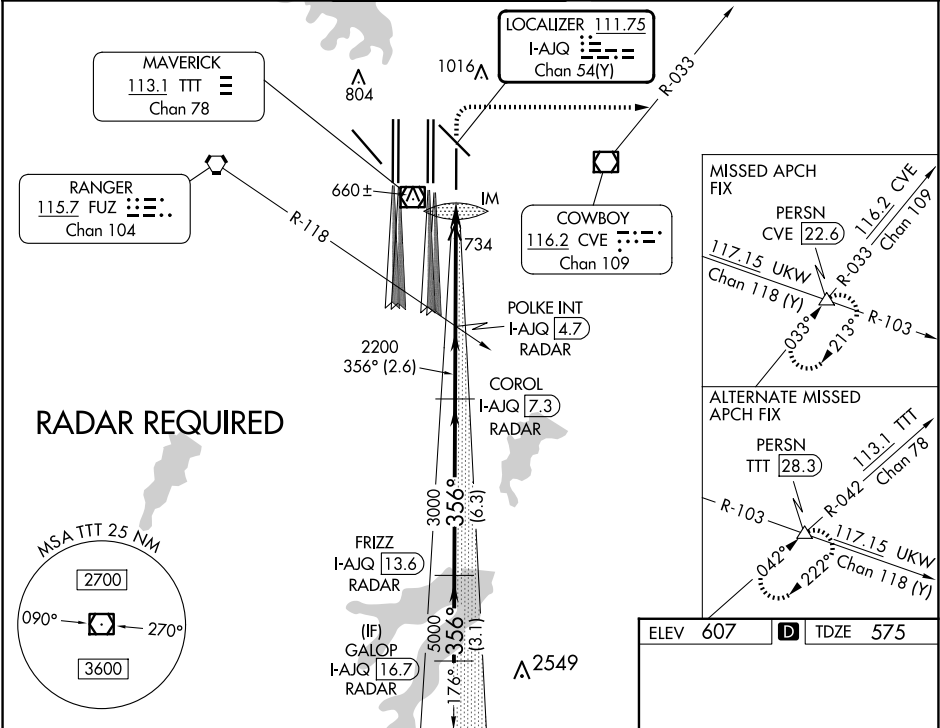 LOCALIZER 111.75
I-AJQ
Chan 54(Y)
MAVERICK
113.1 TTT
Chan 78
804
1016
R-033
RANGER
115.7 FUZ
Chan 104
660 ±
IM
734
R-118
COWBOY
116.2 CVE
Chan 109
MISSED APCH
FIX
PERSN
CVE 22.6
116.2 CVE
Chan 109
R-033
117.15 UKW
Chan 118 (Y)
R-103
033°
213°
POLKE INT
I-AJQ 4.7
RADAR
2200
356° (2.6)
COROL
I-AJQ 7.3
RADAR
RADAR REQUIRED
ALTERNATE MISSED
APCH FIX
PERSN
TTT 28.3
113.1 TTT
Chan 78
R-042
R-103
117.15 UKW
Chan 118 (Y)
042°
222°
3000
356°
(6.3)
FRIZZ
I-AJQ 13.6
RADAR
5000
356°
(3.1)
(IF)
GALOP
I-AJQ 16.7
RADAR
176°
2549
MSA TTT 25 NM
2700
090°
270°
3600
ELEV 607 D TDZE 575